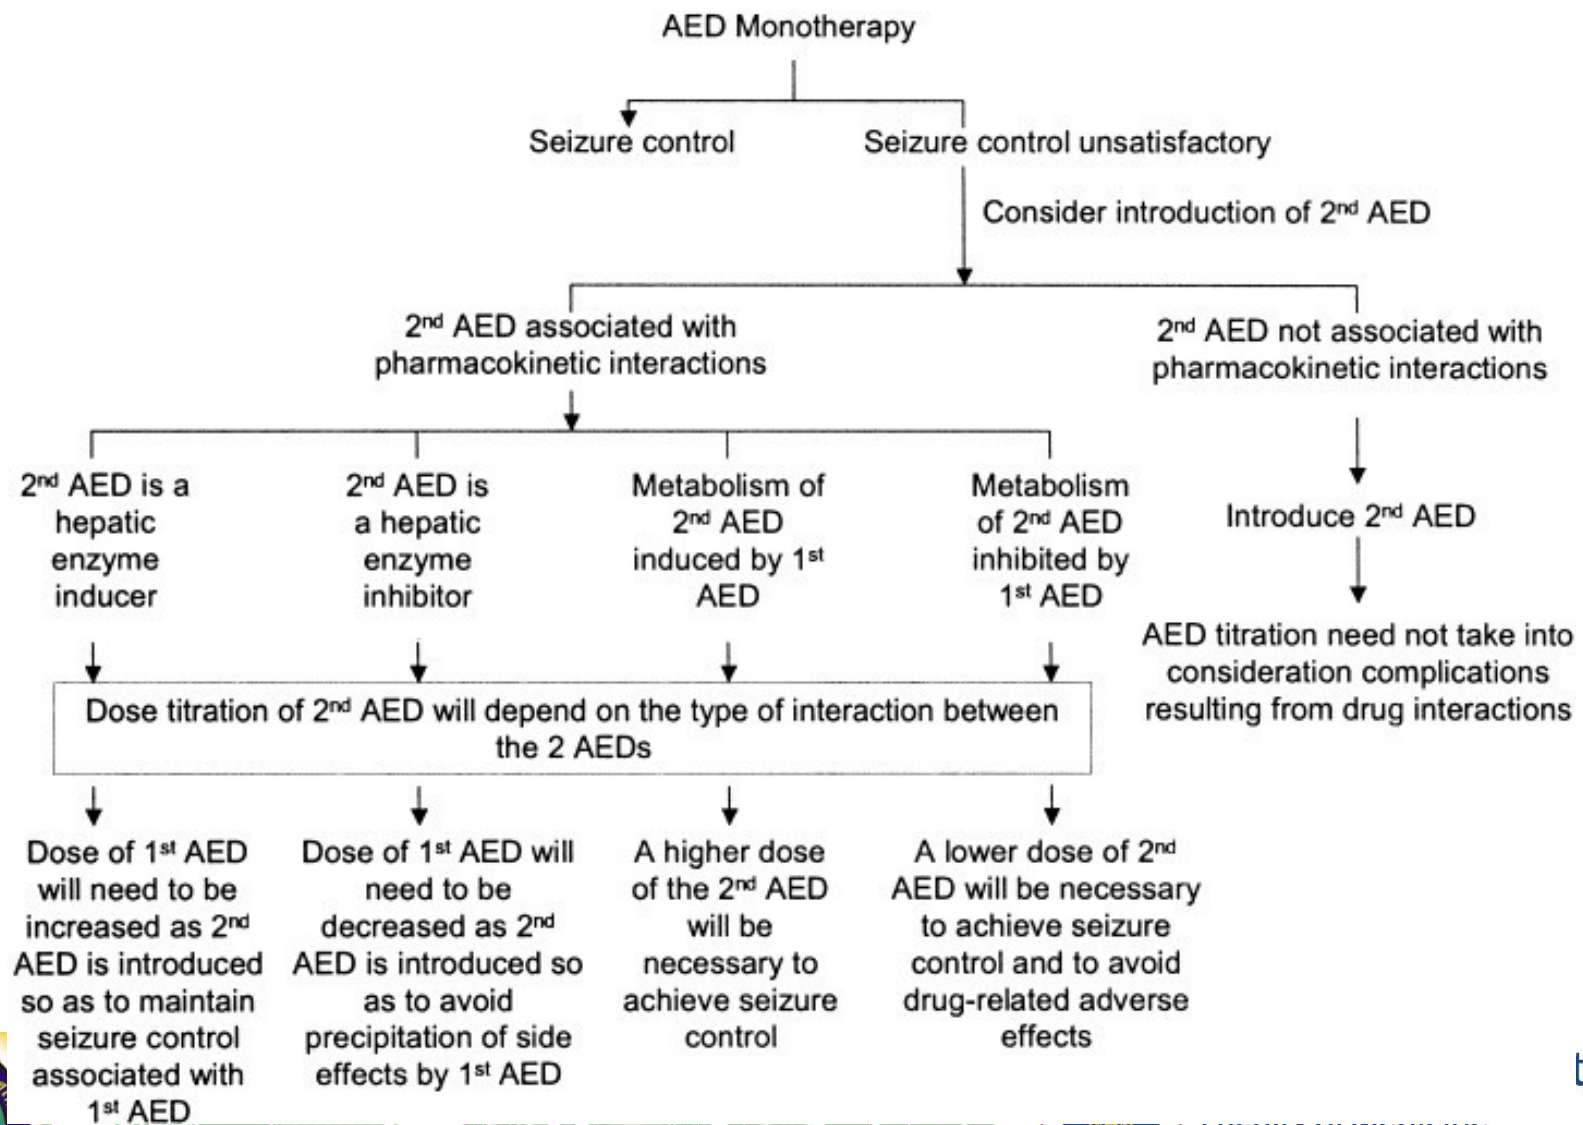 AED Monotherapy
Seizure control
Seizure control unsatisfactory
Consider introduction of 2nd AED
2nd AED associated with
pharmacokinetic interactions
2nd AED not associated with
pharmacokinetic interactions
2nd AED is a
hepatic
enzyme
inducer
2nd AED is
a hepatic
enzyme
inhibitor
Metabolism of
2nd AED
induced by 1st
AED
Metabolism
of 2nd AED
inhibited by
1st AED
Introduce 2nd AED
AED titration need not take into
consideration complications
resulting from drug interactions
Dose titration of 2nd AED will depend on the type of interaction between
the 2 AEDs
Dose of 1st AED
will need to be
increased as 2nd
AED is introduced
so as to maintain
seizure control
associated with
1st AED
Dose of 1st AED will
need to be
decreased as 2nd
AED is introduced so
as to avoid
precipitation of side
effects by 1st AED
A higher dose
of the 2nd AED
will be
necessary to
achieve seizure
control
A lower dose of 2nd
AED will be necessary
to achieve seizure
control and to avoid
drug-related adverse
effects